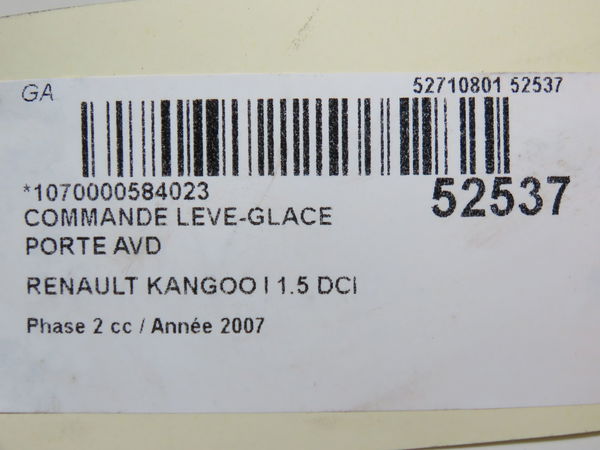 GA
52710801 52537
*1070000584023
52537
COMMANDE LEVE-GLACE
PORTE AVD
RENAULT KANGOO I 1.5 DCI
Phase 2 cc / Année 2007